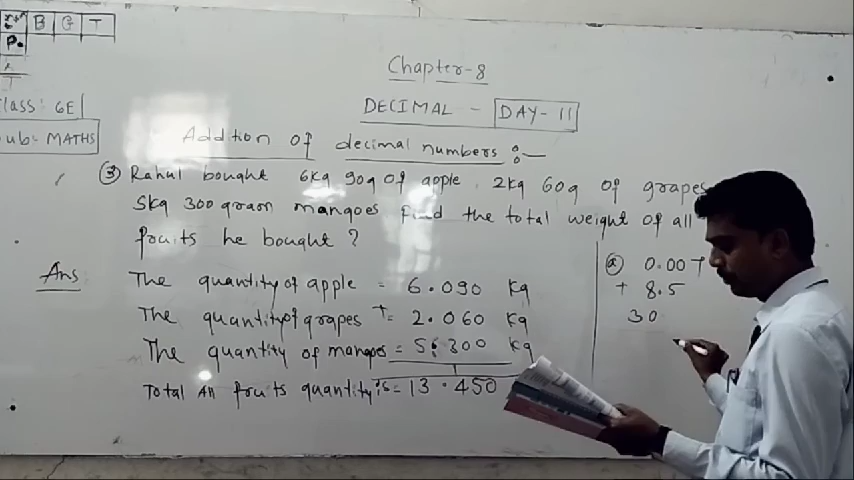 B G T
P.
Class: 6E
Sub: MATHS
Chapter-8
DECIMAL - DAY-11
Addtion of decimal numbers :-
③ Rahul bought 6kg 90g of apple, 2kg 60g of grapes
5kg 300 gram mangoes find the total weight of all
fruits he bought ?
Ans
The quantity of apple = 6.090 kg
The quantity of grapes += 2.060 kg
The quantity of mangoes = 5.300 kg
Total All fruits quantity is = 13.450
ⓐ 0.007
+ 8.5
30